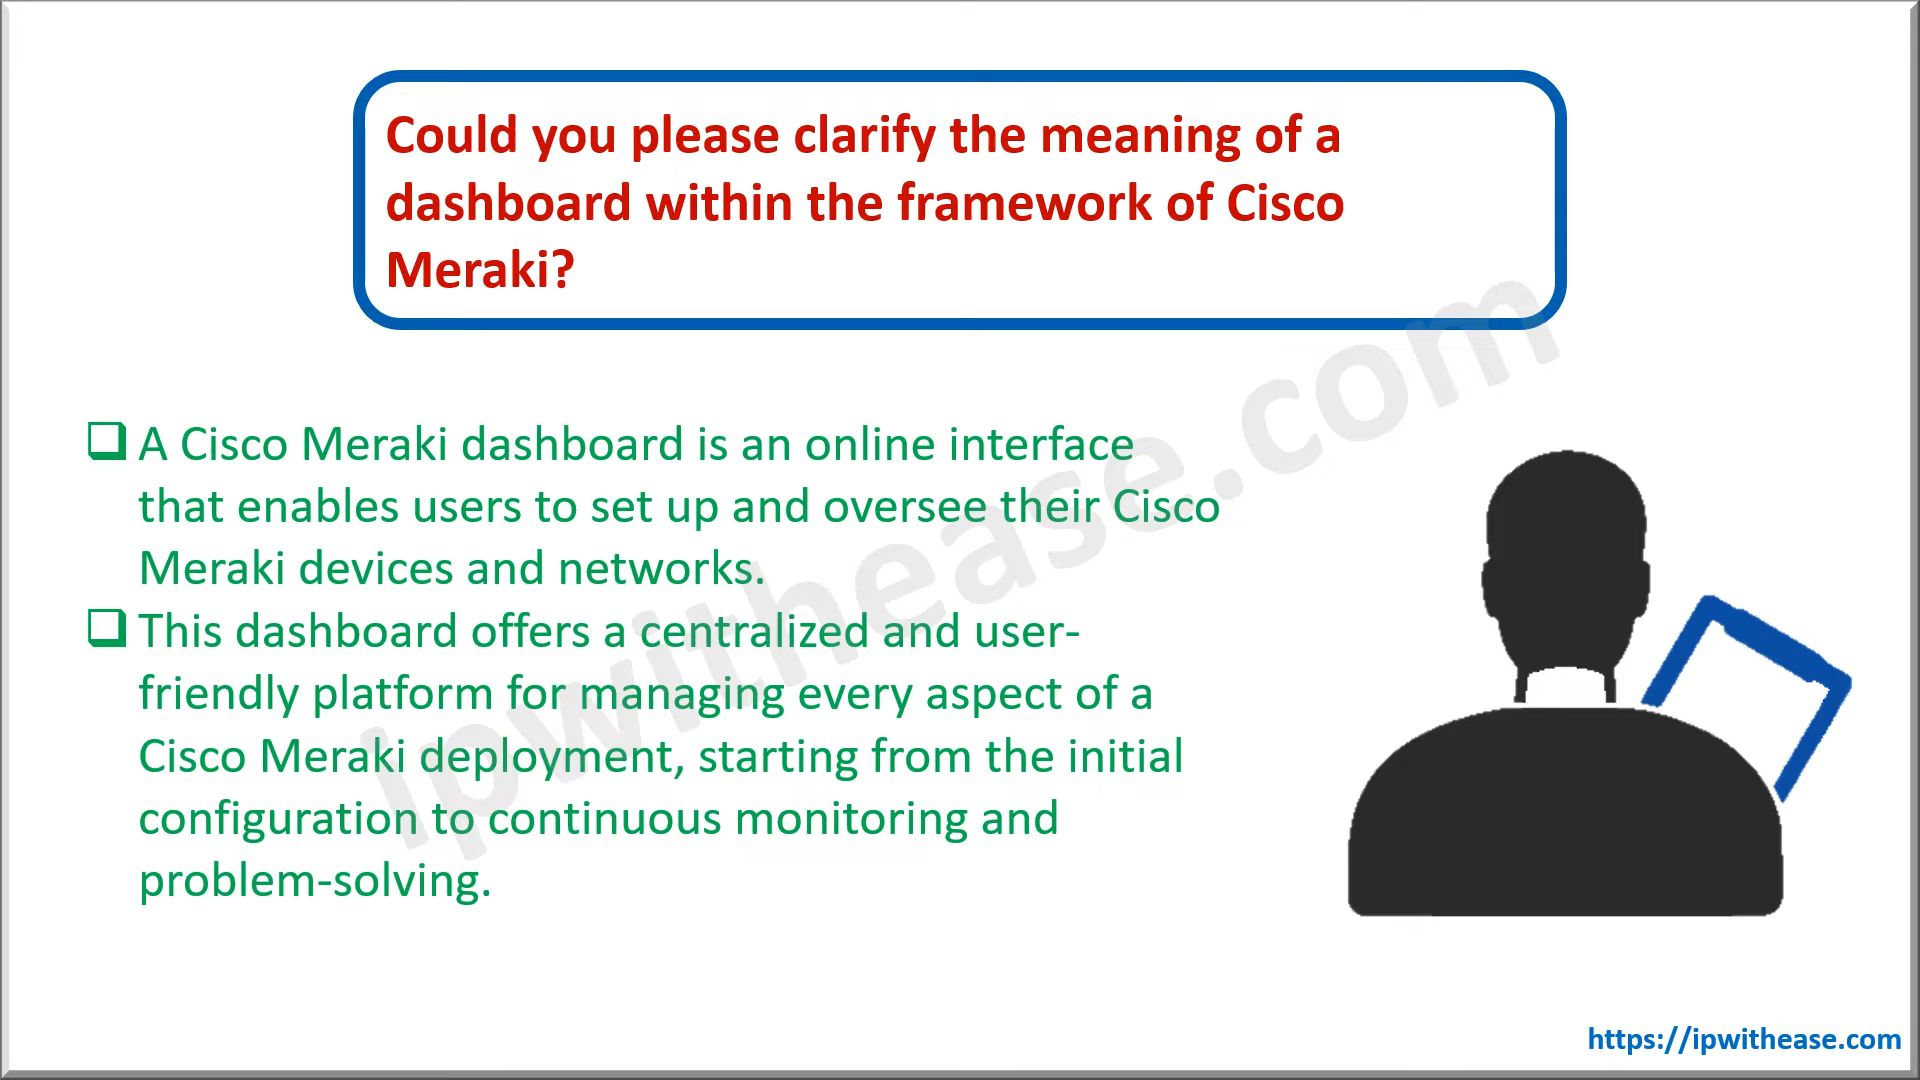 Could you please clarify the meaning of a
dashboard within the framework of Cisco
Meraki?
A Cisco Meraki dashboard is an online interface
that enables users to set up and oversee their Cisco
Meraki devices and networks.
This dashboard offers a centralized and user-
friendly platform for managing every aspect of a
Cisco Meraki deployment, starting from the initial
configuration to continuous monitoring and
problem-solving.
ipwithease.com
https://ipwithease.com